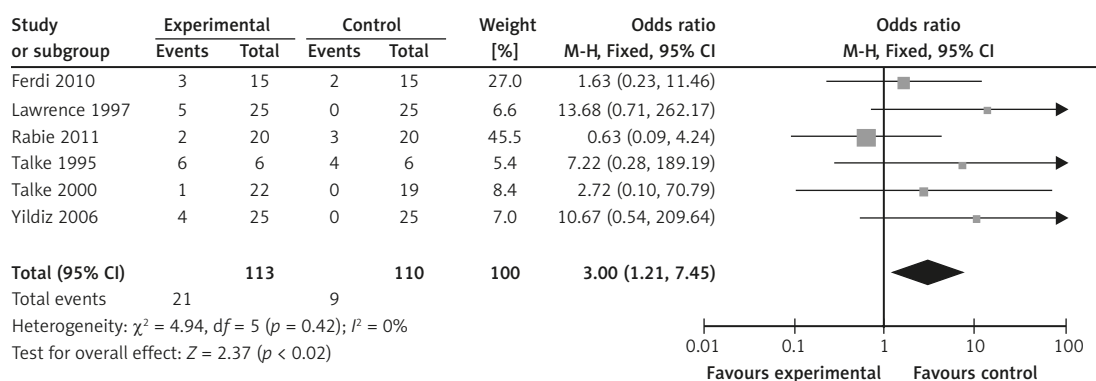 Study Experimental Control Weight Odds ratio Odds ratio
or subgroup Events Total Events Total [%] M-H, Fixed, 95% CI M-H, Fixed, 95% CI
Ferdi 2010 3 15 2 15 27.0 1.63 (0.23, 11.46)
Lawrence 1997 5 25 0 25 6.6 13.68 (0.71, 262.17)
Rabie 2011 2 20 3 20 45.5 0.63 (0.09, 4.24)
Talke 1995 6 6 4 6 5.4 7.22 (0.28, 189.19)
Talke 2000 1 22 0 19 8.4 2.72 (0.10, 70.79)
Yildiz 2006 4 25 0 25 7.0 10.67 (0.54, 209.64)
Total (95% CI) 113 110 100 3.00 (1.21, 7.45)
Total events 21 9
Heterogeneity: χ² = 4.94, df = 5 (p = 0.42); I² = 0%
Test for overall effect: Z = 2.37 (p < 0.02)
0.01 0.1 1 10 100
Favours experimental Favours control